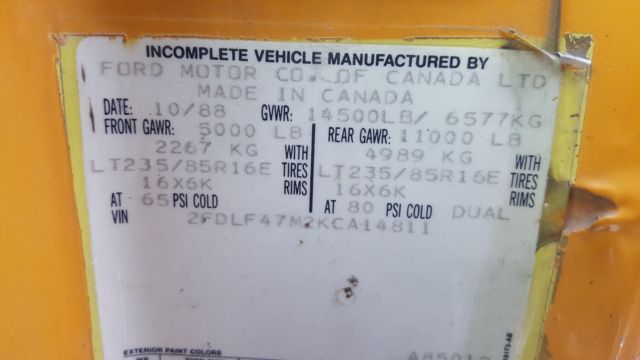 INCOMPLETE VEHICLE MANUFACTURED BY
FORD MOTOR CO. OF CANADA LTD
MADE IN CANADA
DATE: 10/88 GVWR: 14500LB/ 6577KG
FRONT GAWR: 5000 LB REAR GAWR: 11000 LB
2267 KG WITH 4989 KG WITH
LT235/85R16E TIRES LT235/85R16E TIRES
16X6K RIMS 16X6K RIMS
AT 65 PSI COLD AT 80 PSI COLD DUAL
VIN 2FDLF47M2KCA14811
EXTERIOR PAINT COLORS